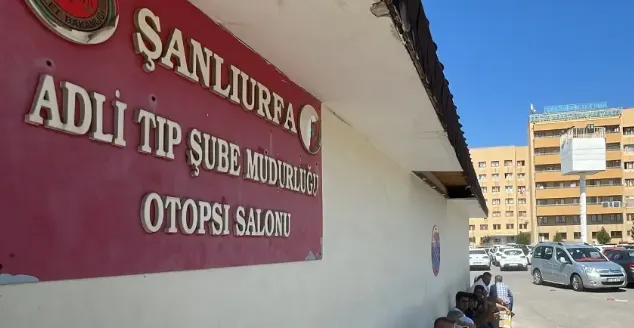 ŞANLIURFA
ADLİ TIP ŞUBE MÜDÜRLÜĞÜ
OTOPSİ SALONU